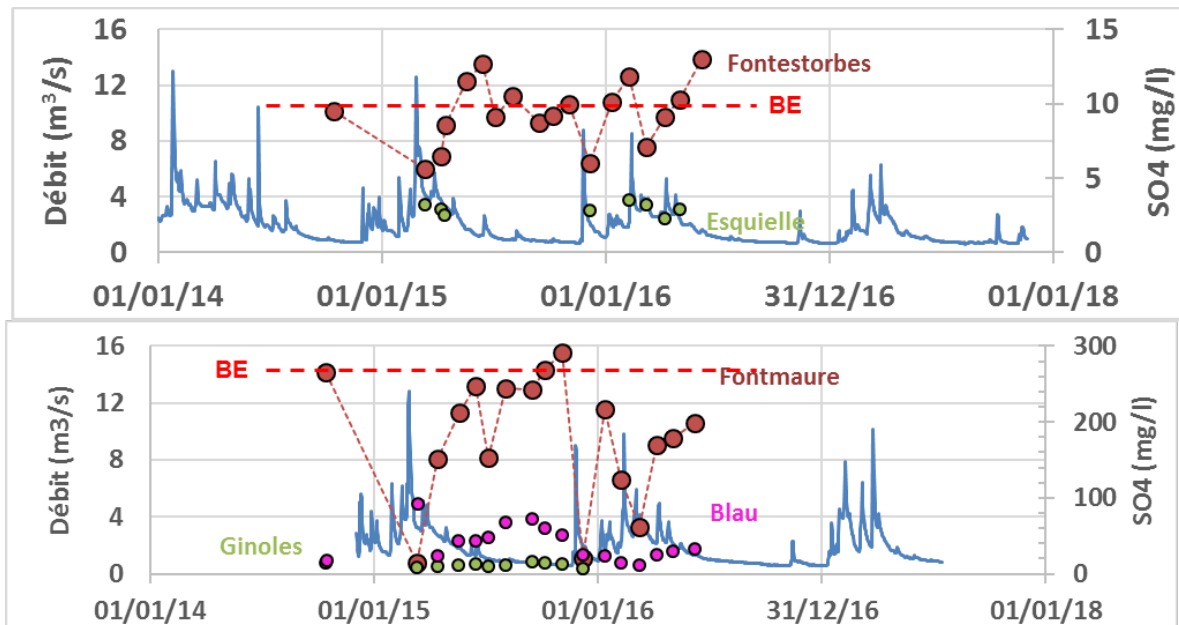 16
15
12
10
8
5
4
0
0
Débit (m³/s)
SO4 (mg/l)
Fontestorbes
BE
Esquielle
01/01/14
01/01/15
01/01/16
31/12/16
01/01/18
16
300
12
200
8
100
4
0
0
Débit (m3/s)
SO4 (mg/l)
BE
Fontmaure
Blau
Ginoles
01/01/14
01/01/15
01/01/16
31/12/16
01/01/18